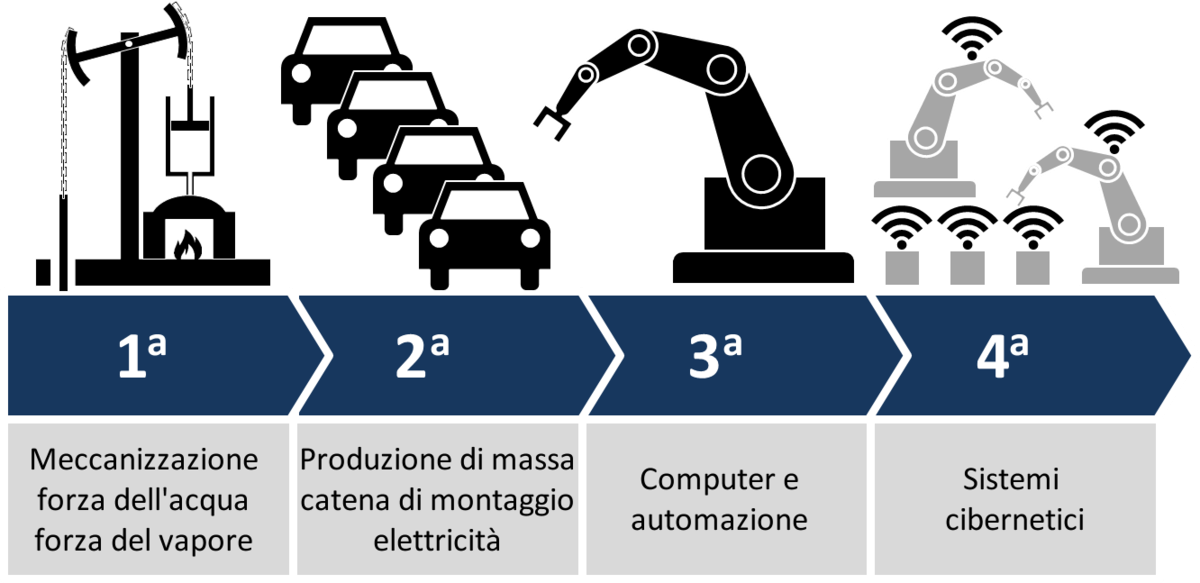 1ª
2ª
3ª
4ª
Meccanizzazione
forza dell'acqua
forza del vapore
Produzione di massa
catena di montaggio
elettricità
Computer e
automazione
Sistemi
cibernetici